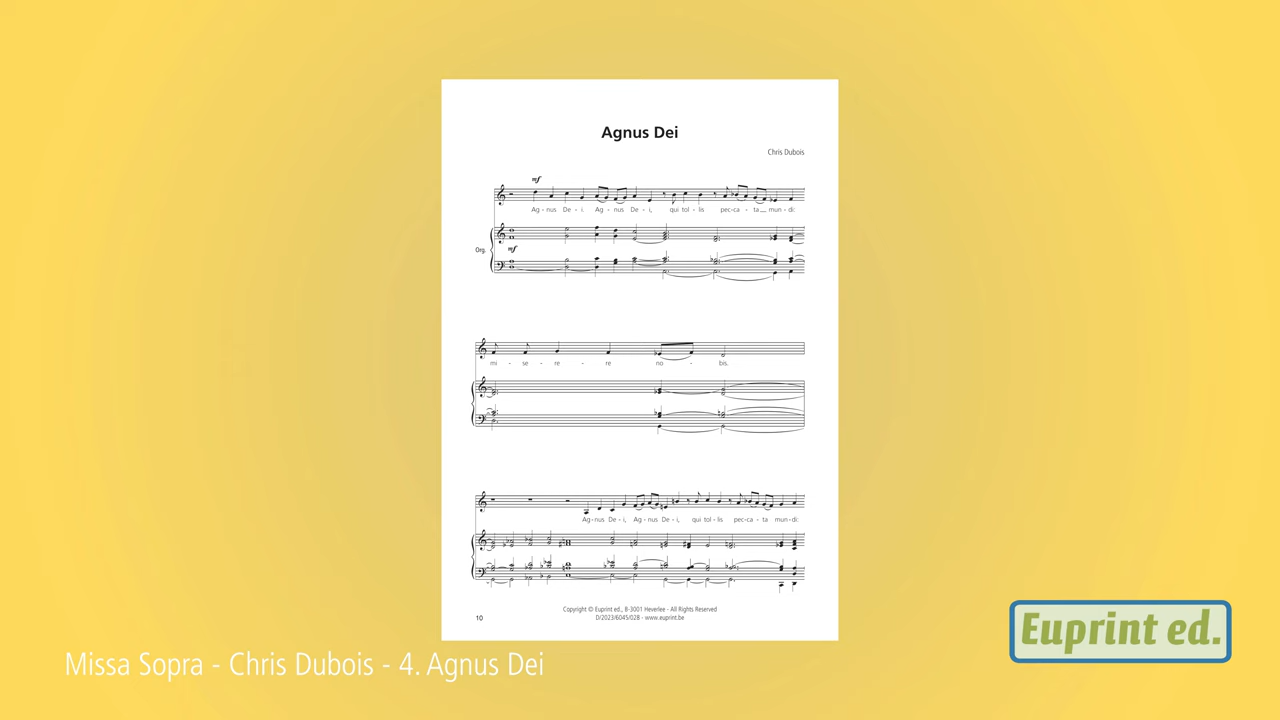 Agnus Dei
Chris Dubois
mf
Ag - nus De - i. Ag - nus De - i, qui tol - lis pec-ca - ta__ mun - di:
Org.
mf
mi - se - re - re no - bis.
Ag-nus De-i, Ag-nus De-i, qui tol-lis pec-ca-ta mun-di:
Copyright © Euprint ed., B-3001 Heverlee - All Rights Reserved
10
D/2023/6045/028 - www.euprint.be
Missa Sopra - Chris Dubois - 4. Agnus Dei
Euprint ed.